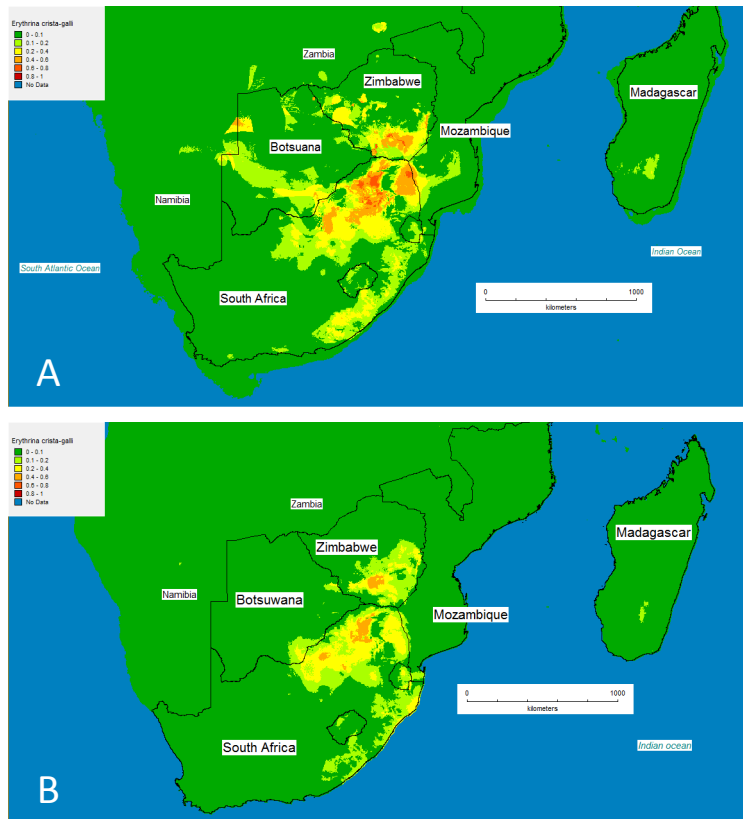 Erythrina crista-galli
0 - 0.1
0.1 - 0.2
0.2 - 0.4
0.4 - 0.6
0.6 - 0.8
0.8 - 1
No Data
Zambia
Zimbabwe
Madagascar
Mozambique
Botsuana
Namibia
South Atlantic Ocean
Indian Ocean
South Africa
0 1000
kilometers
A
Erythrina crista-galli
0 - 0.1
0.1 - 0.2
0.2 - 0.4
0.4 - 0.6
0.6 - 0.8
0.8 - 1
No Data
Zambia
Zimbabwe
Madagascar
Namibia
Botsuwana
Mozambique
0 1000
kilometers
South Africa
Indian ocean
B